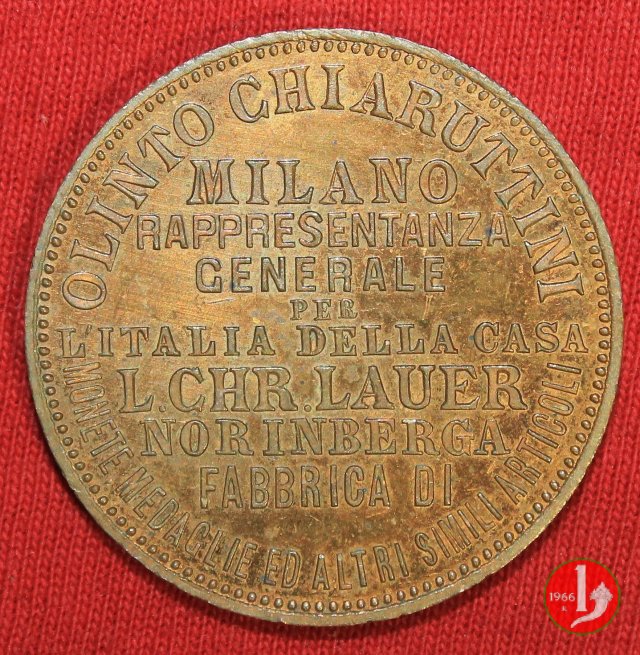 OLINTO CHIARUTTINI
MILANO
RAPPRESENTANZA
GENERALE
PER
L'ITALIA DELLA CASA
L. CHR. LAUER
NORINBERGA
FABBRICA DI
MONETE MEDAGLIE ED ALTRI SIMILI ARTICOLI
1966